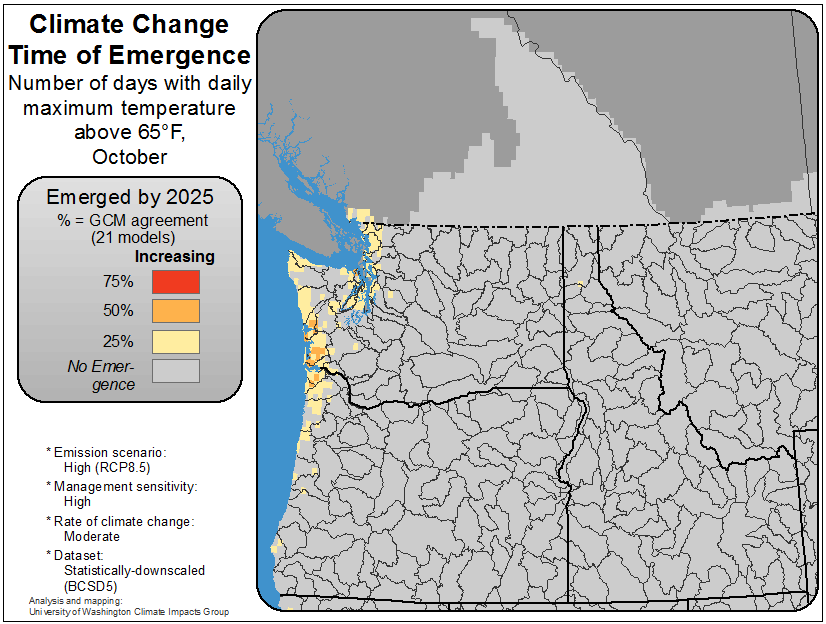 Climate Change
Time of Emergence
Number of days with daily
maximum temperature
above 65°F,
October
Emerged by 2025
% = GCM agreement
(21 models)
Increasing
75%
50%
25%
No Emer-
gence
* Emission scenario:
High (RCP8.5)
* Management sensitivity:
High
* Rate of climate change:
Moderate
* Dataset:
Statistically-downscaled
(BCSD5)
Analysis and mapping:
University of Washington Climate Impacts Group